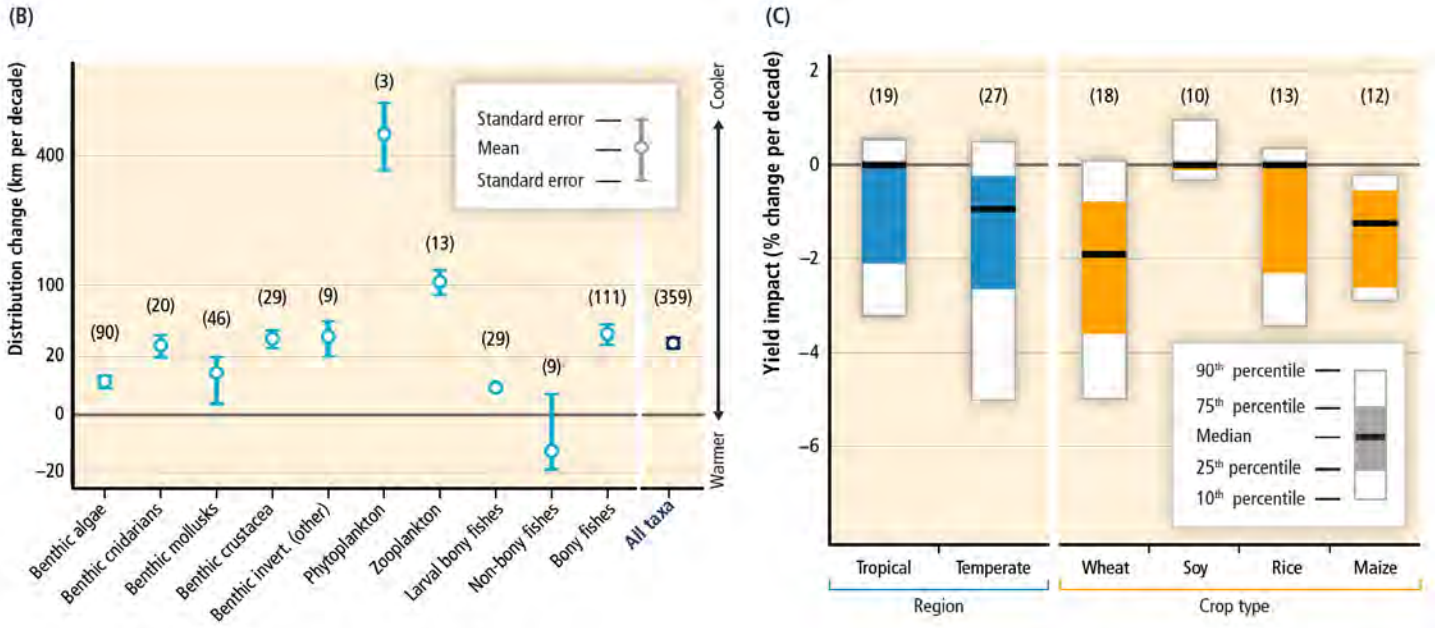 (B)
Distribution change (km per decade)
400
100
20
0
−20
(90)
(20)
(46)
(29)
(9)
(3)
(13)
(29)
(9)
(111)
(359)
Standard error
Mean
Standard error
Cooler
Warmer
Benthic algae
Benthic cnidarians
Benthic mollusks
Benthic crustacea
Benthic invert. (other)
Phytoplankton
Zooplankton
Larval bony fishes
Non-bony fishes
Bony fishes
All taxa
(C)
Yield impact (% change per decade)
2
0
−2
−4
−6
(19)
(27)
(18)
(10)
(13)
(12)
90th percentile
75th percentile
Median
25th percentile
10th percentile
Tropical
Temperate
Wheat
Soy
Rice
Maize
Region
Crop type